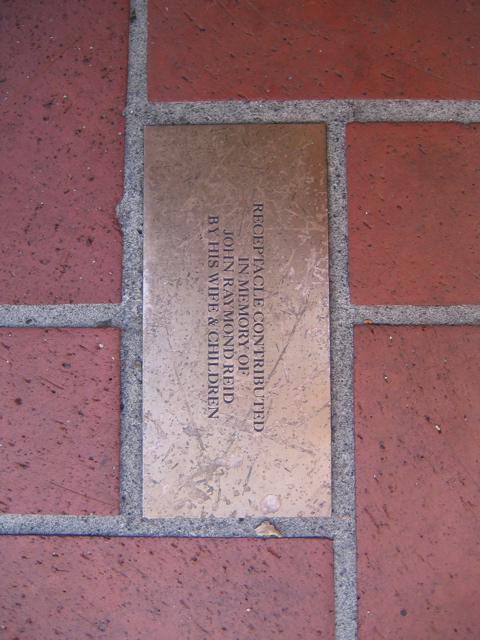 RECEPTACLE CONTRIBUTED
IN MEMORY OF
JOHN RAYMOND REID
BY HIS WIFE & CHILDREN